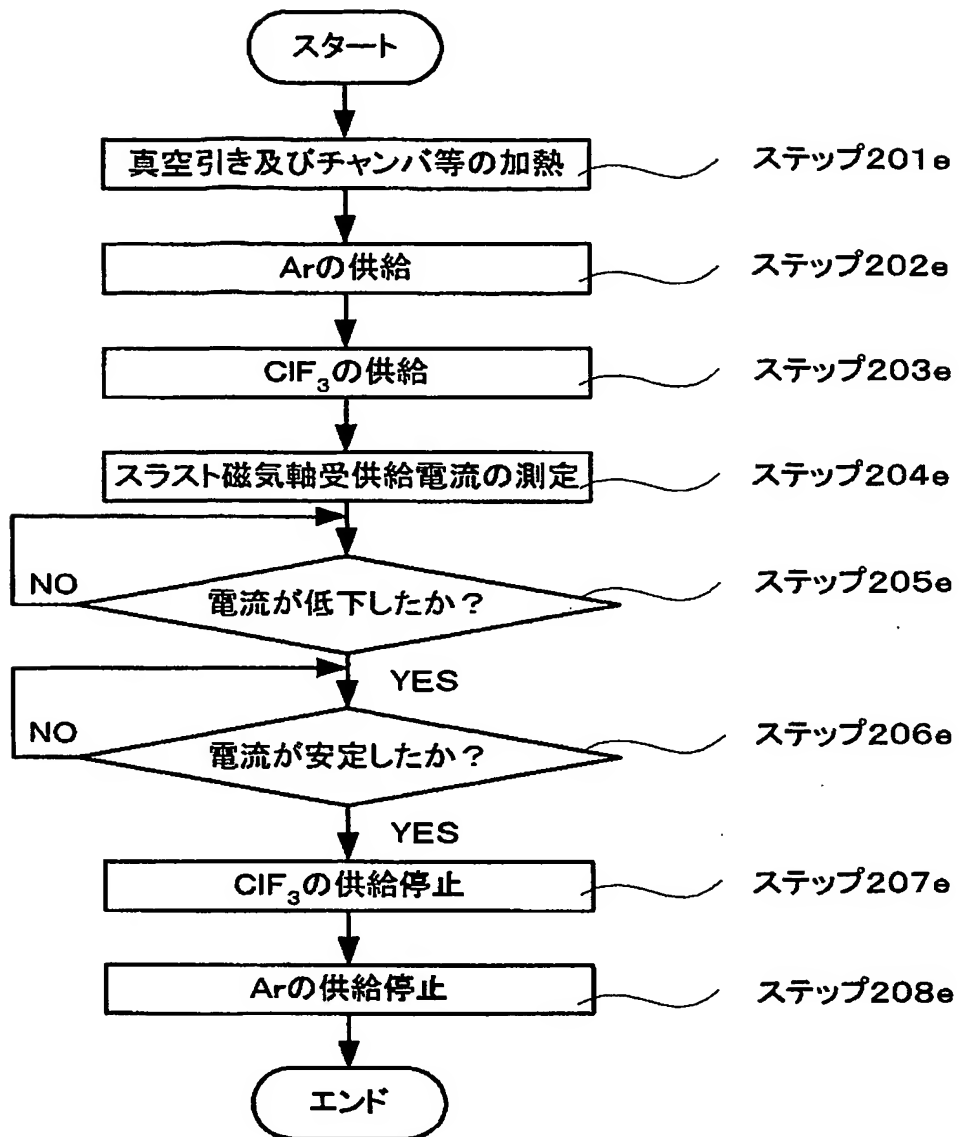 スタート
真空引き及びチャンバ等の加熱
ステップ201e
Arの供給
ステップ202e
ClF₃の供給
ステップ203e
スラスト磁気軸受供給電流の測定
ステップ204e
NO
電流が低下したか?
ステップ205e
YES
NO
電流が安定したか?
ステップ206e
YES
ClF₃の供給停止
ステップ207e
Arの供給停止
ステップ208e
エンド